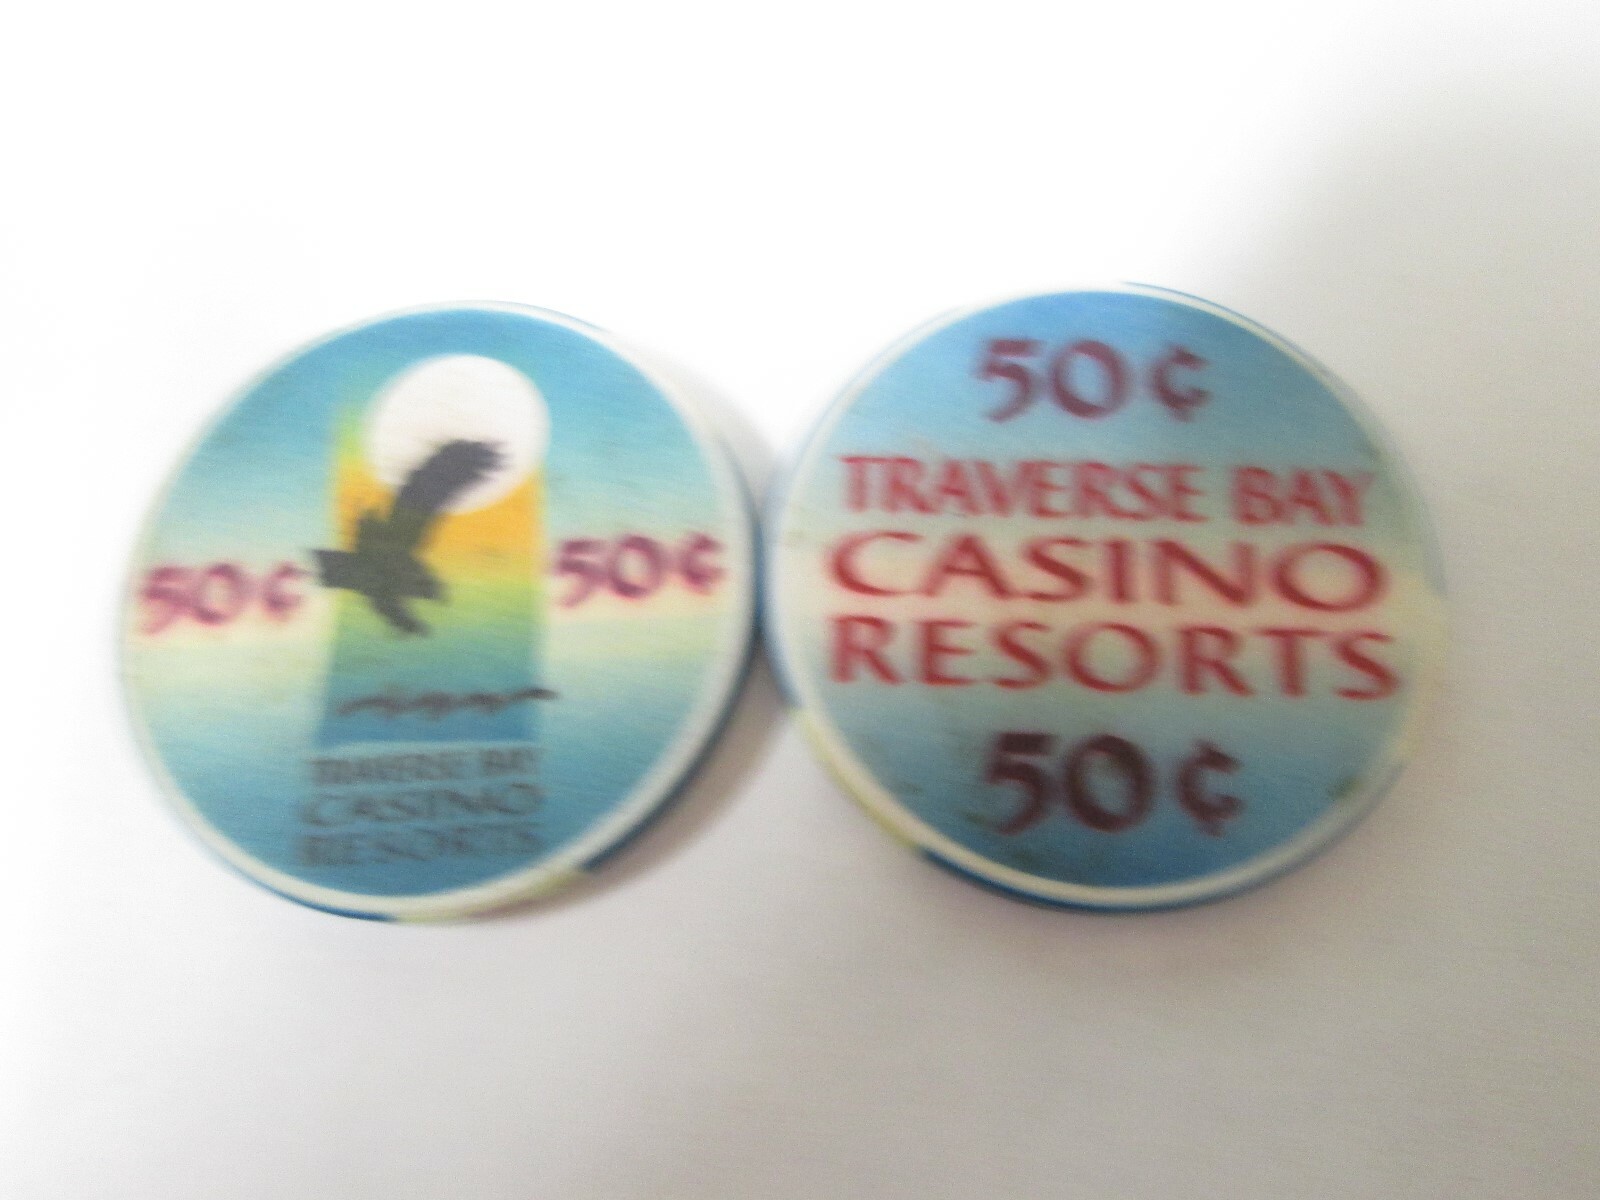 50¢ 50¢
TRAVERSE BAY
CASINO
RESORTS
50¢
TRAVERSE BAY
CASINO
RESORTS
50¢